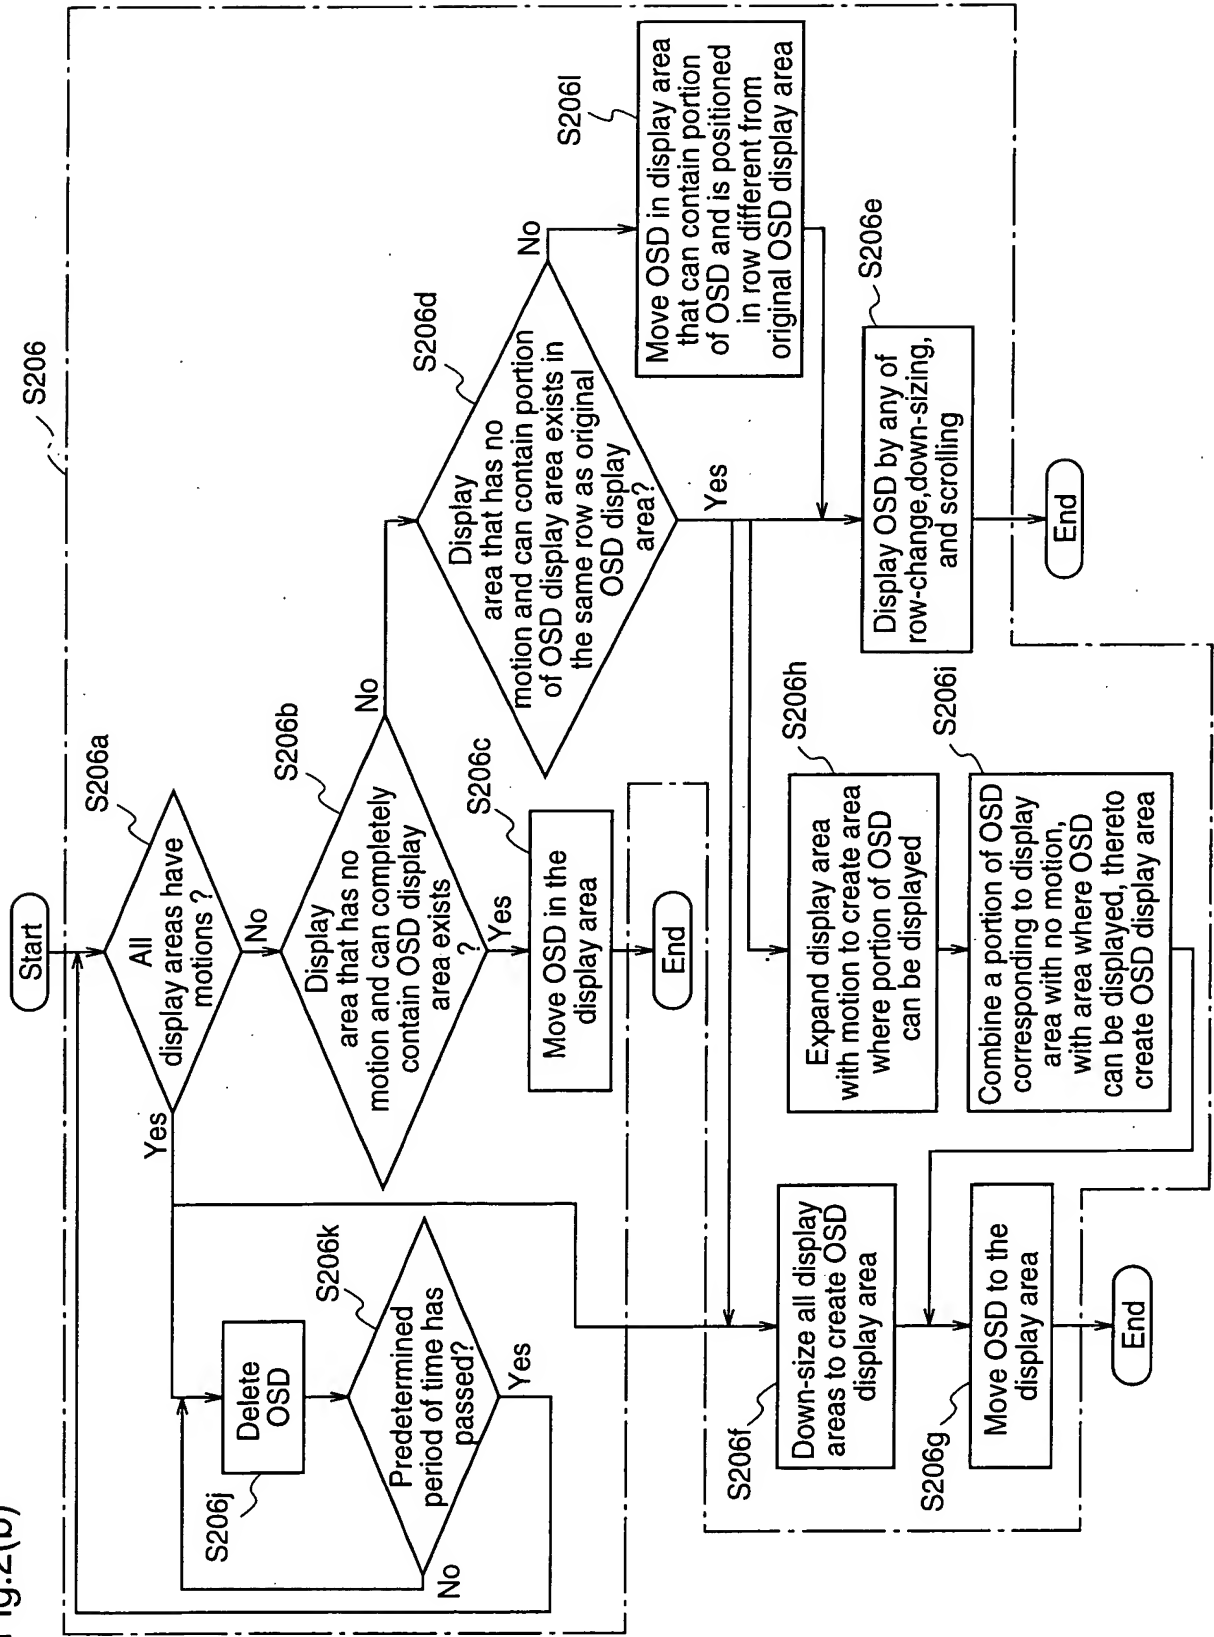 Fig.2(b)
S206
Start
S206a
All
display areas have
motions ?
Yes
No
S206b
Display
area that has no
motion and can completely
contain OSD display
area exists
?
No
Yes
S206c
Move OSD in the
display area
End
S206d
Display
area that has no
motion and can contain portion
of OSD display area exists in
the same row as original
OSD display
area?
No
Yes
S206l
Move OSD in display area
that can contain portion
of OSD and is positioned
in row different from
original OSD display area
S206e
Display OSD by any of
row-change,down-sizing,
and scrolling
End
S206j
Delete
OSD
S206k
Predetermined
period of time has
passed?
Yes
No
S206f
Down-size all display
areas to create OSD
display area
S206g
Move OSD to the
display area
End
S206h
Expand display area
with motion to create area
where portion of OSD
can be displayed
S206i
Combine a portion of OSD
corresponding to display
area with no motion,
with area where OSD
can be displayed, thereto
create OSD display area